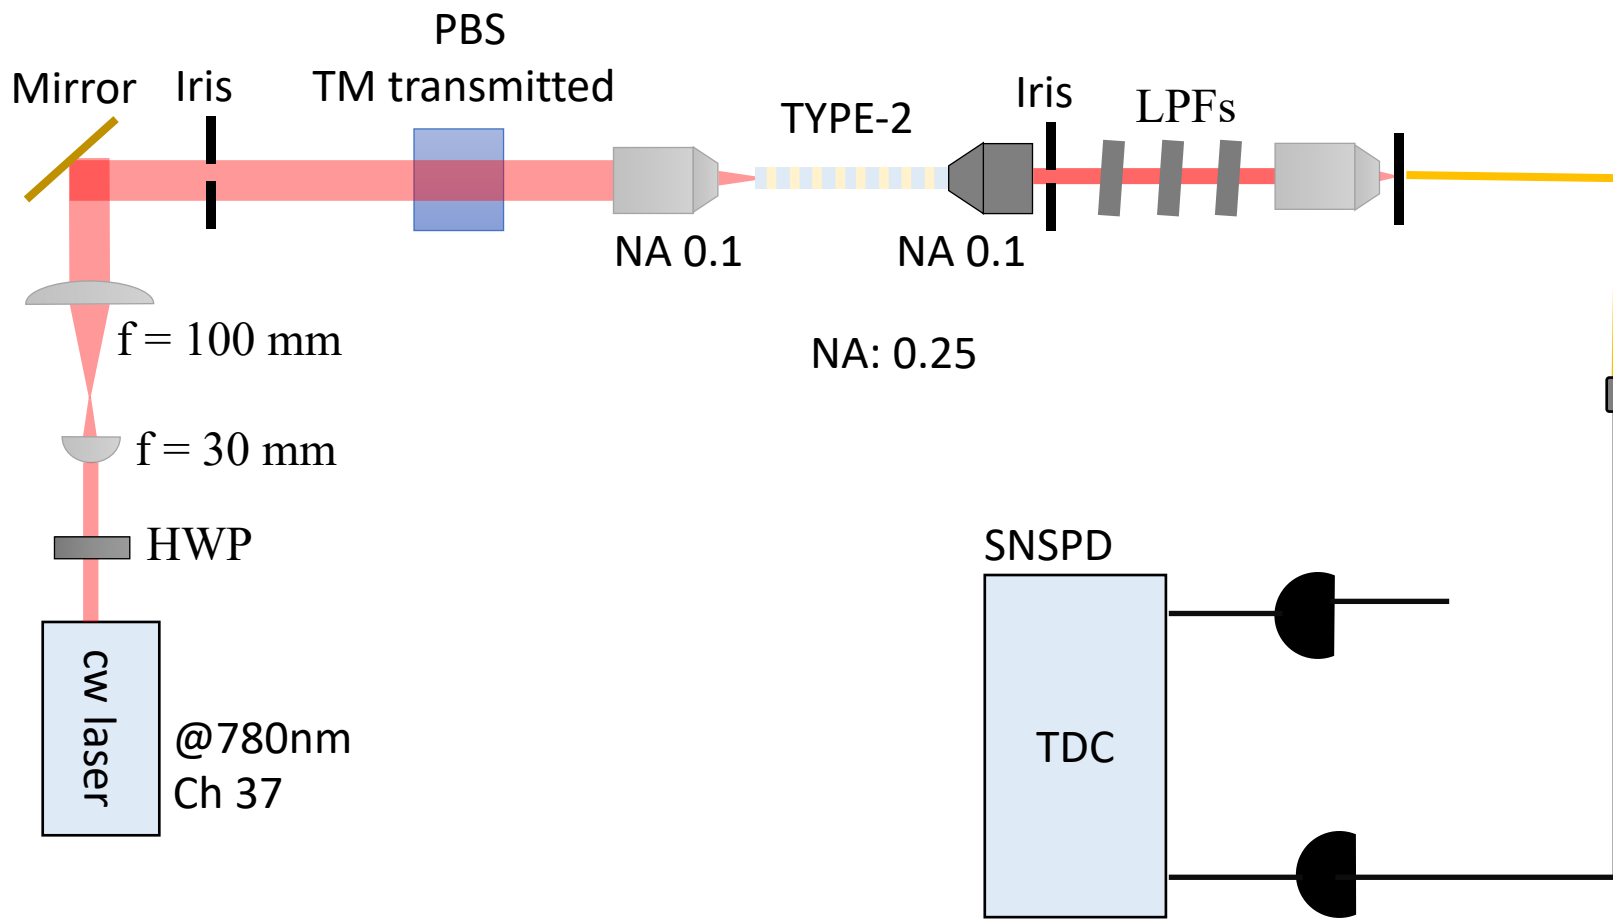 PBS
TM transmitted
Mirror
Iris
TYPE-2
Iris
LPFs
NA 0.1
NA 0.1
f = 100 mm
NA: 0.25
f = 30 mm
HWP
SNSPD
cw laser
@780nm
Ch 37
TDC